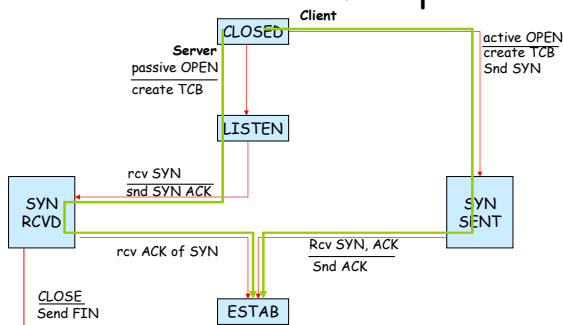 Client
CLOSED
Server
passive OPEN
create TCB
active OPEN
create TCB
Snd SYN
LISTEN
rcv SYN
snd SYN ACK
SYN
RCVD
SYN
SENT
rcv ACK of SYN
Rcv SYN, ACK
Snd ACK
CLOSE
Send FIN
ESTAB